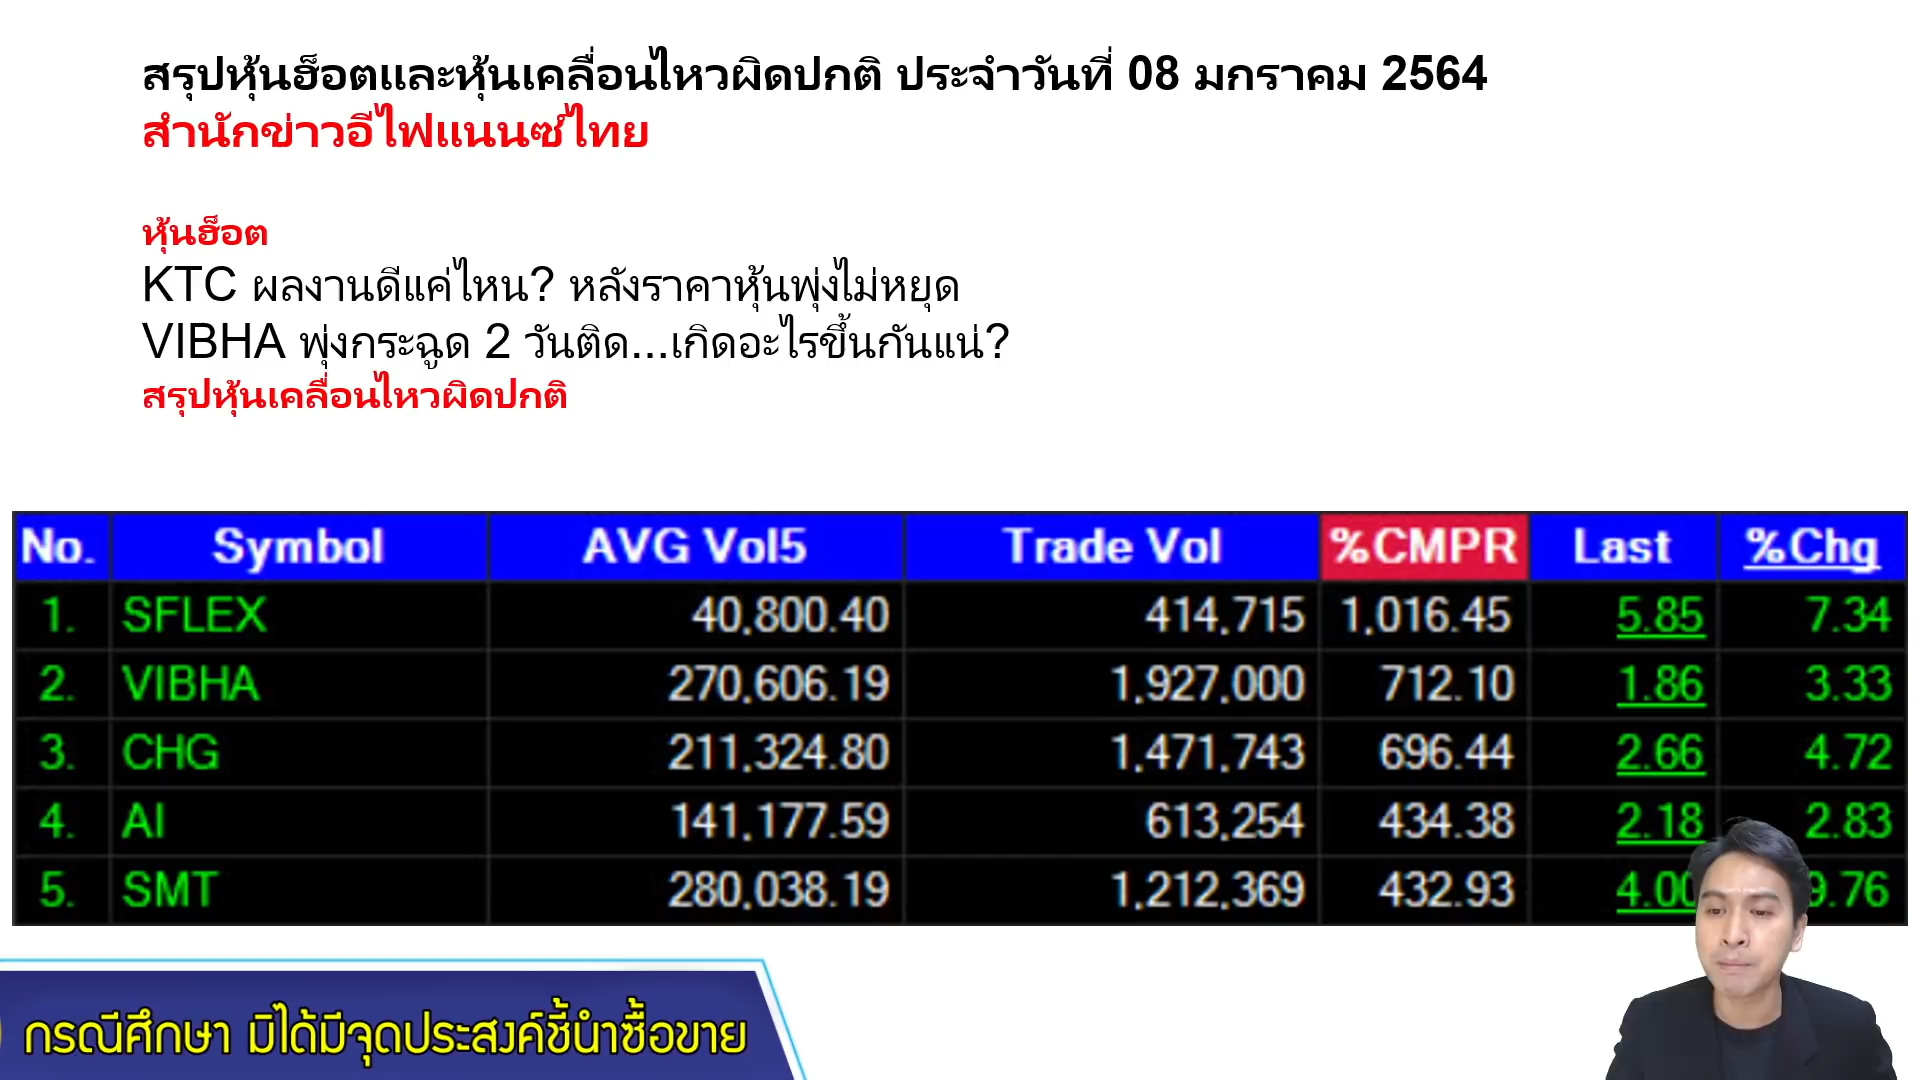 สรุปหุ้นฮ็อตและหุ้นเคลื่อนไหวผิดปกติ ประจำวันที่ 08 มกราคม 2564
สำนักข่าวอีไฟแนนซ์ไทย
หุ้นฮ็อต
KTC ผลงานดีแค่ไหน? หลังราคาหุ้นพุ่งไม่หยุด
VIBHA พุ่งกระฉูด 2 วันติด...เกิดอะไรขึ้นกันแน่?
สรุปหุ้นเคลื่อนไหวผิดปกติ
No. Symbol AVG Vol5 Trade Vol %CMPR Last %Chg
1. SFLEX 40,800.40 414,715 1,016.45 5.85 7.34
2. VIBHA 270,606.19 1,927,000 712.10 1.86 3.33
3. CHG 211,324.80 1,471,743 696.44 2.66 4.72
4. AI 141,177.59 613,254 434.38 2.18 2.83
5. SMT 280,038.19 1,212,369 432.93 4.00 9.76
กรณีศึกษา มิได้มีจุดประสงค์ชี้นำซื้อขาย